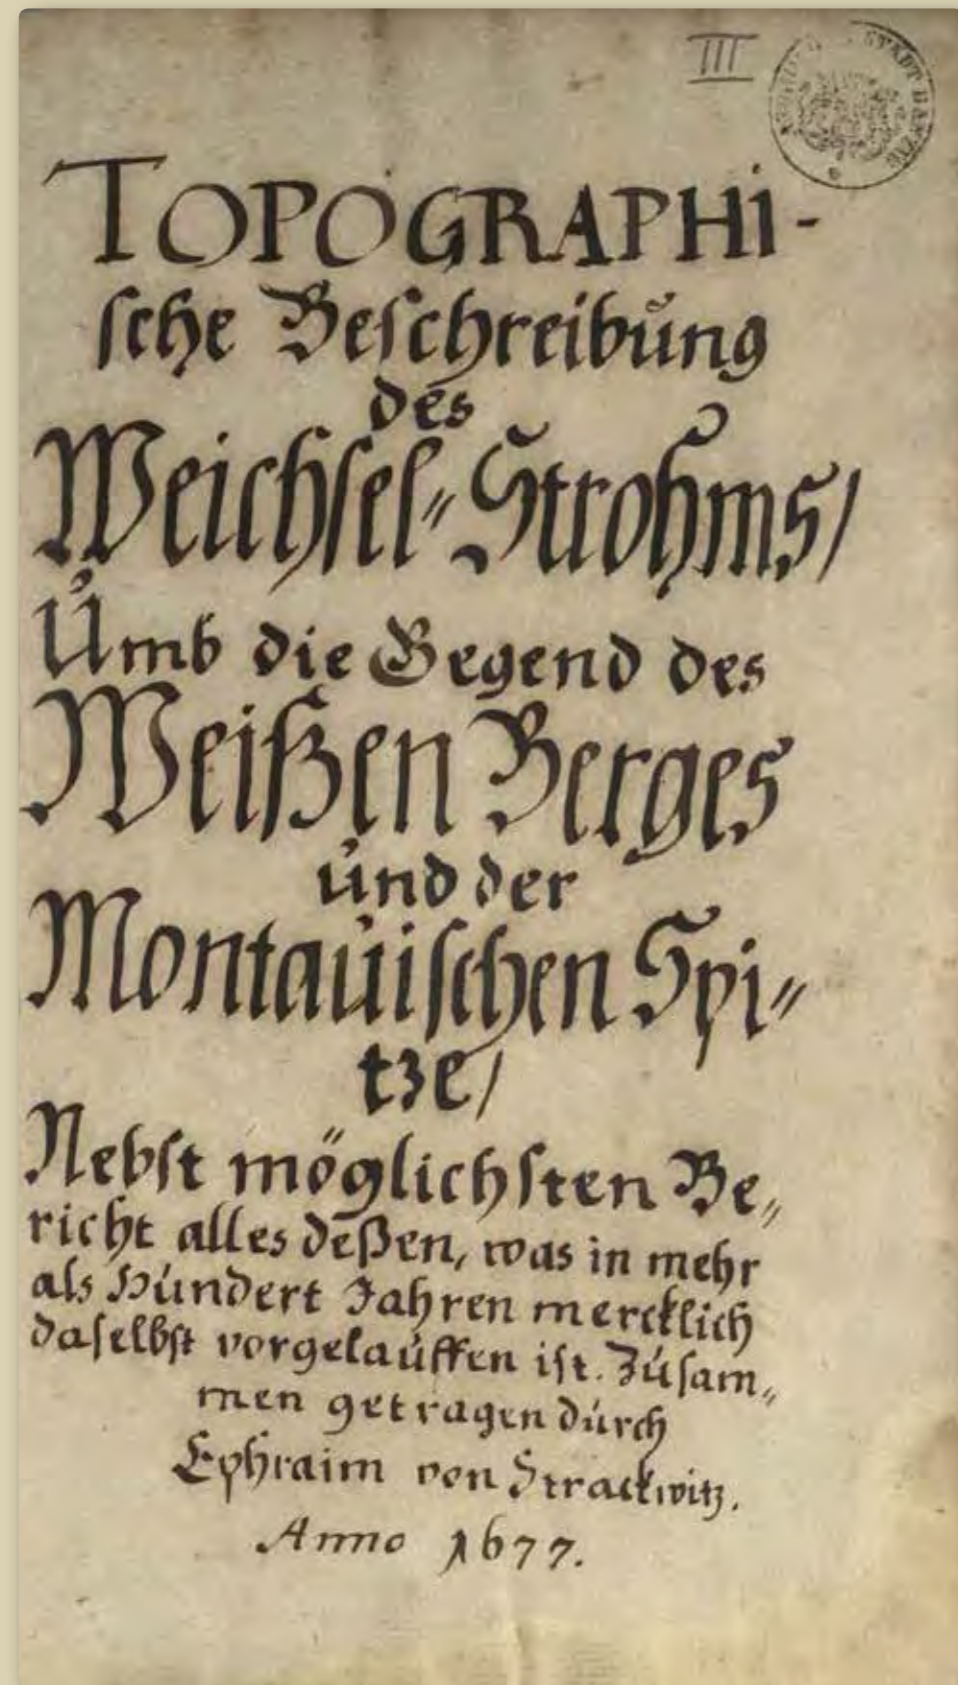 III
STADT DANZIG
TOPOGRAPHI-
sche Beschreibung
des
Weichsel-Strohms/
Umb die Gegend des
Weißen Berges
und der
Montauischen Spi-
tze/
Nebst möglichsten Be-
richt alles deßen, was in mehr
als Hundert Jahren mercklich
daselbst vorgelauffen ist. Zusam-
men getragen durch
Ephraim von Strackwitz.
Anno 1677.